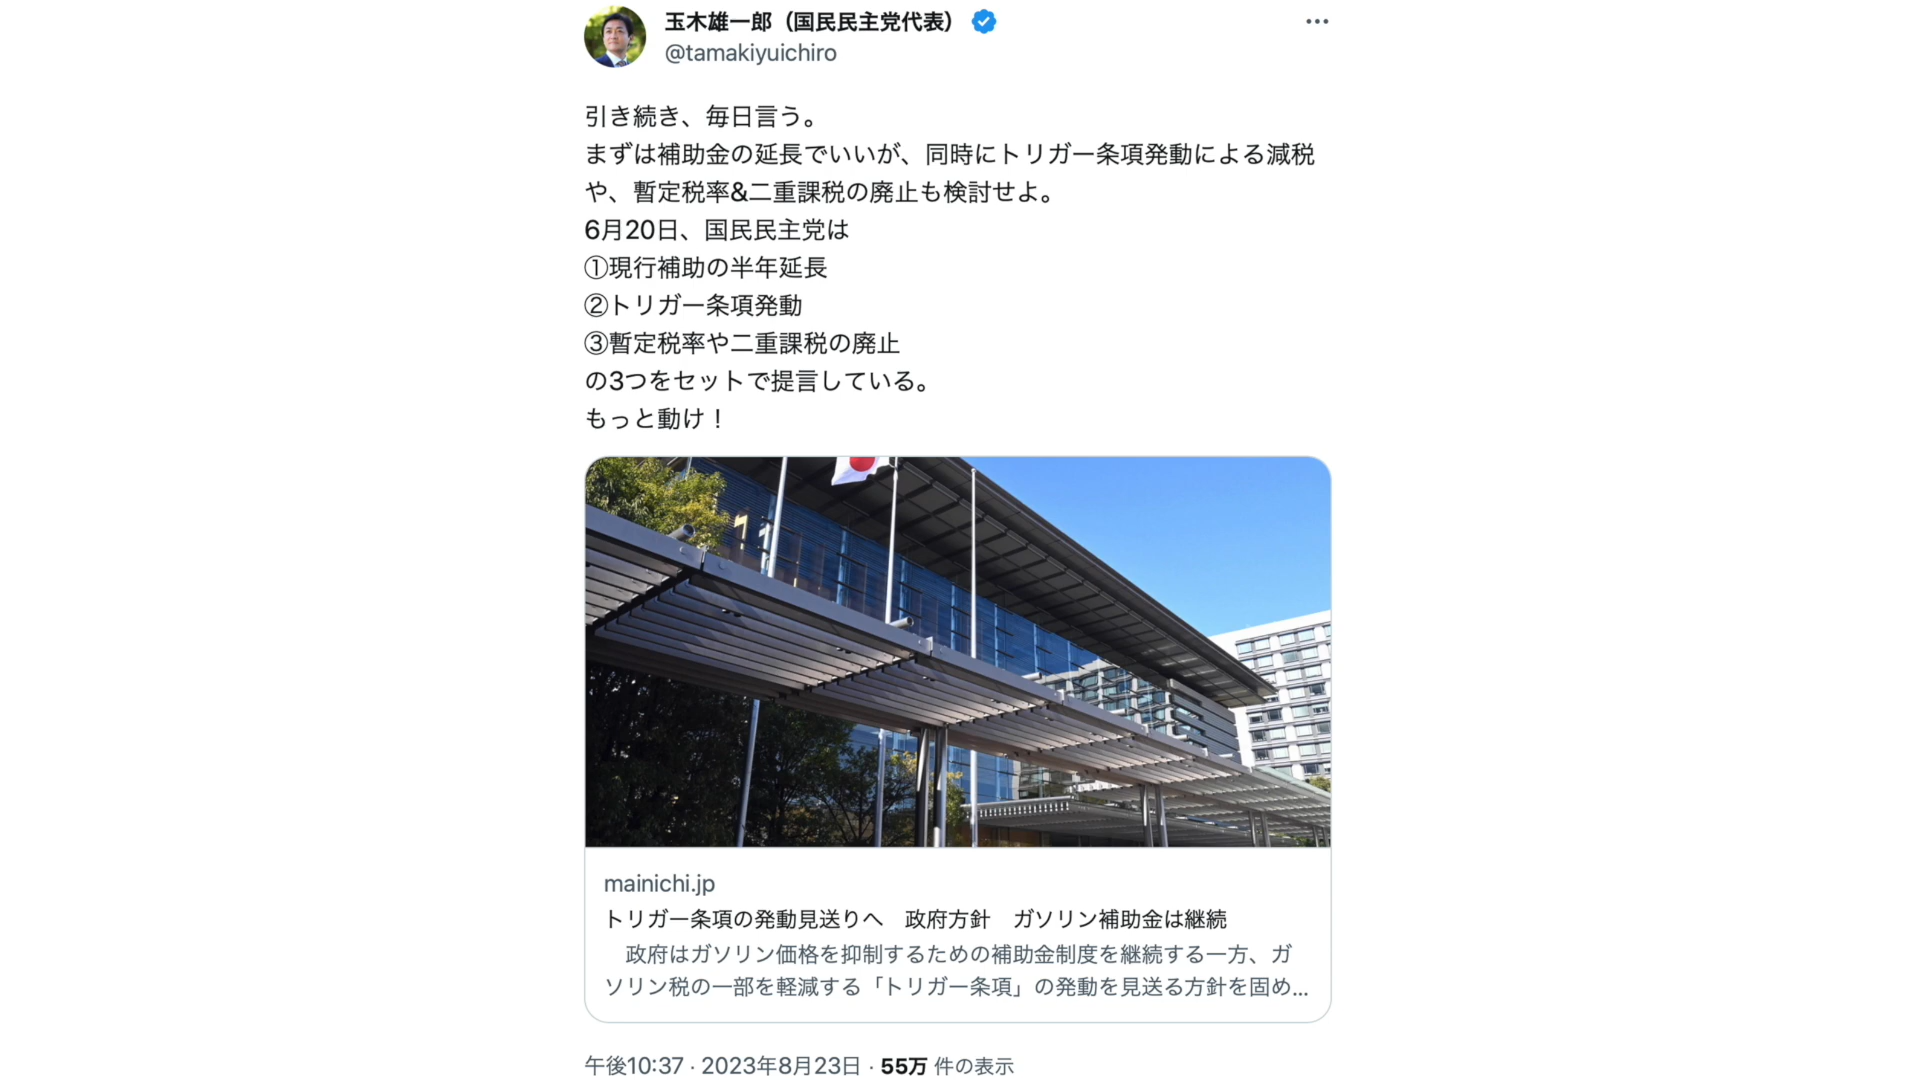 玉木雄一郎（国民民主党代表）
@tamakiyuichiro
引き続き、毎日言う。
まずは補助金の延長でいいが、同時にトリガー条項発動による減税
や、暫定税率&二重課税の廃止も検討せよ。
6月20日、国民民主党は
①現行補助の半年延長
②トリガー条項発動
③暫定税率や二重課税の廃止
の3つをセットで提言している。
もっと動け！
mainichi.jp
トリガー条項の発動見送りへ　政府方針　ガソリン補助金は継続
　政府はガソリン価格を抑制するための補助金制度を継続する一方、ガ
ソリン税の一部を軽減する「トリガー条項」の発動を見送る方針を固め...
午後10:37 · 2023年8月23日 · 55万 件の表示